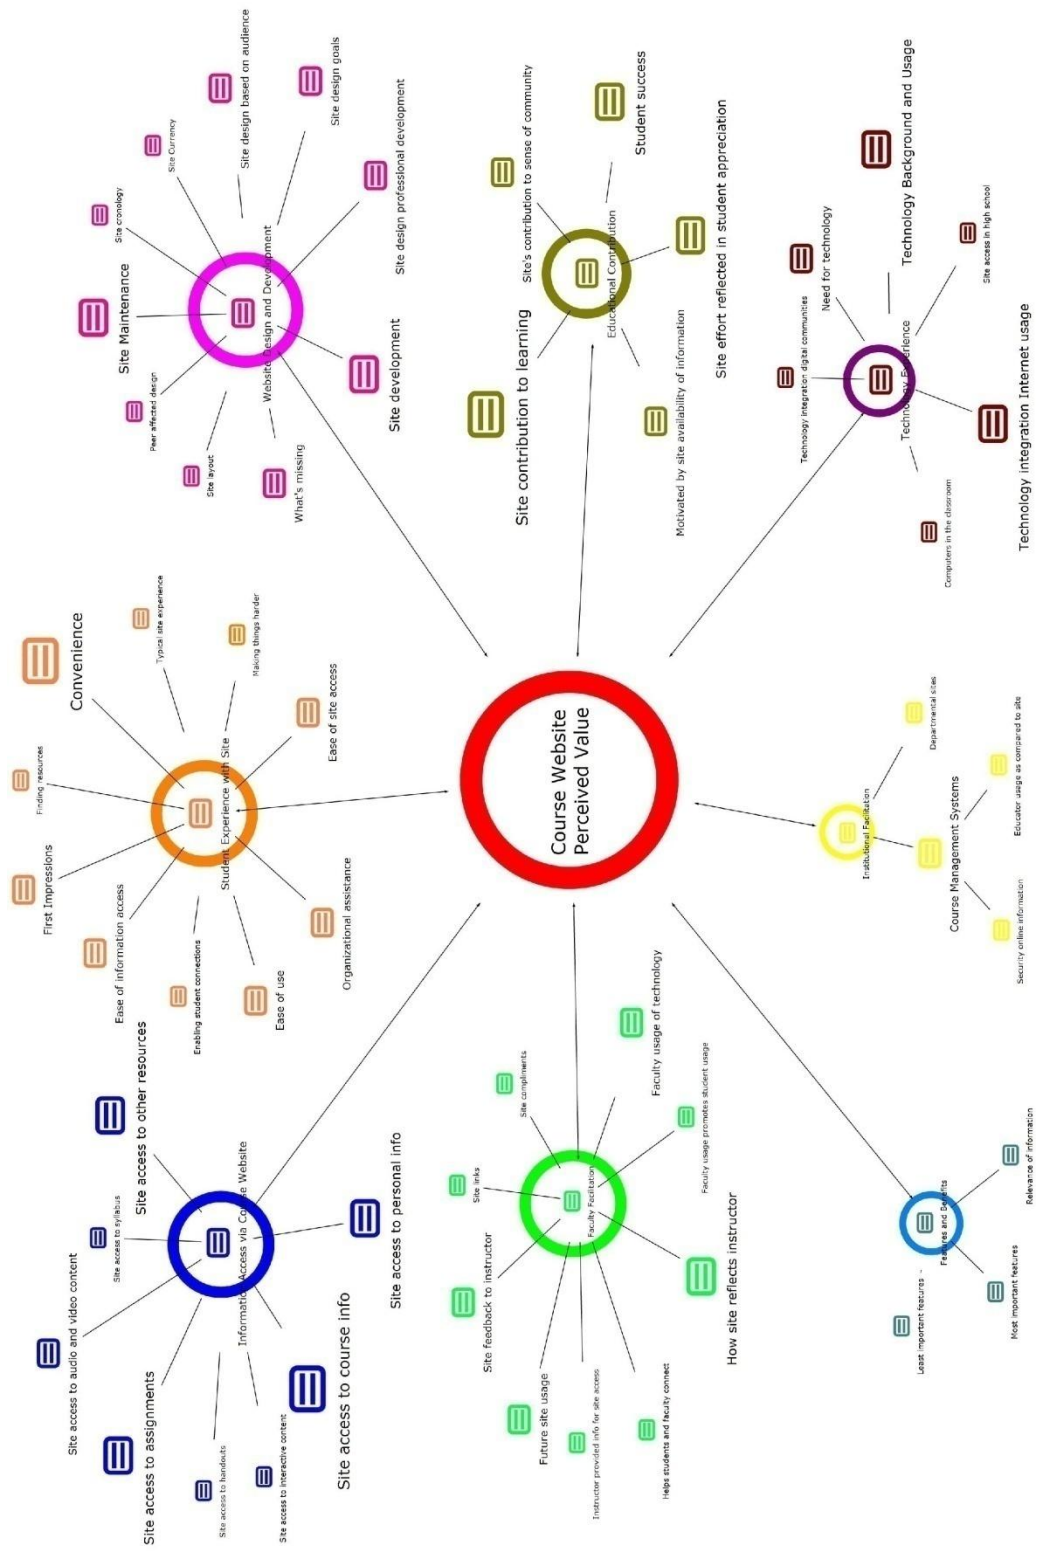 Course Website
Perceived Value
Information Access via Course Website
Site access to other resources
Site access to syllabus
Site access to audio and video content
Site access to assignments
Site access to handouts
Site access to interactive content
Site access to course info
Site access to personal info
Student Experience with Site
Convenience
Finding resources
First Impressions
Ease of information access
Enabling student connections
Ease of use
Organizational assistance
Ease of site access
Making things harder
Typical site experience
Website Design and Development
Site Maintenance
Site cronology
Site Currency
Site design based on audience
Site design goals
Site design professional development
Site development
What's missing
Site layout
Peer affected design
Educational Contribution
Site's contribution to sense of community
Student success
Site effort reflected in student appreciation
Motivated by site availability of information
Site contribution to learning
Technology Experience
Technology integration digital communities
Need for technology
Technology Background and Usage
Site access in high school
Technology integration Internet usage
Computers in the classroom
Institutional Facilitation
Departmental sites
Course Management Systems
Educator usage as compared to site
Security online information
Features and Benefits
Least important features
Most important features
Relevance of information
Faculty Facilitation
Site compliments
Site links
Site feedback to instructor
Future site usage
Instructor provided info for site access
Helps students and faculty connect
How site reflects instructor
Faculty usage promotes student usage
Faculty usage of technology